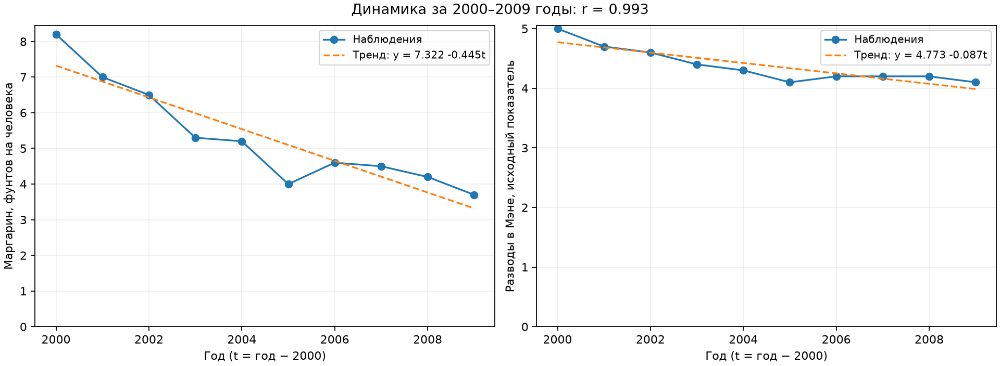 Динамика за 2000–2009 годы: r = 0.993
Маргарин, фунтов на человека
8
7
6
5
4
3
2
1
0
Наблюдения
Тренд: y = 7.322 -0.445t
2000 2002 2004 2006 2008
Год (t = год − 2000)
Разводы в Мэне, исходный показатель
5
4
3
2
1
0
Наблюдения
Тренд: y = 4.773 -0.087t
2000 2002 2004 2006 2008
Год (t = год − 2000)